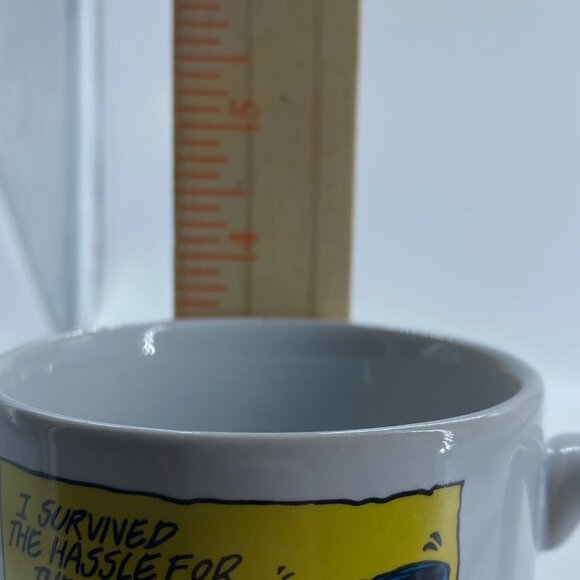 5
4
I SURVIVED
THE HASSLE FOR